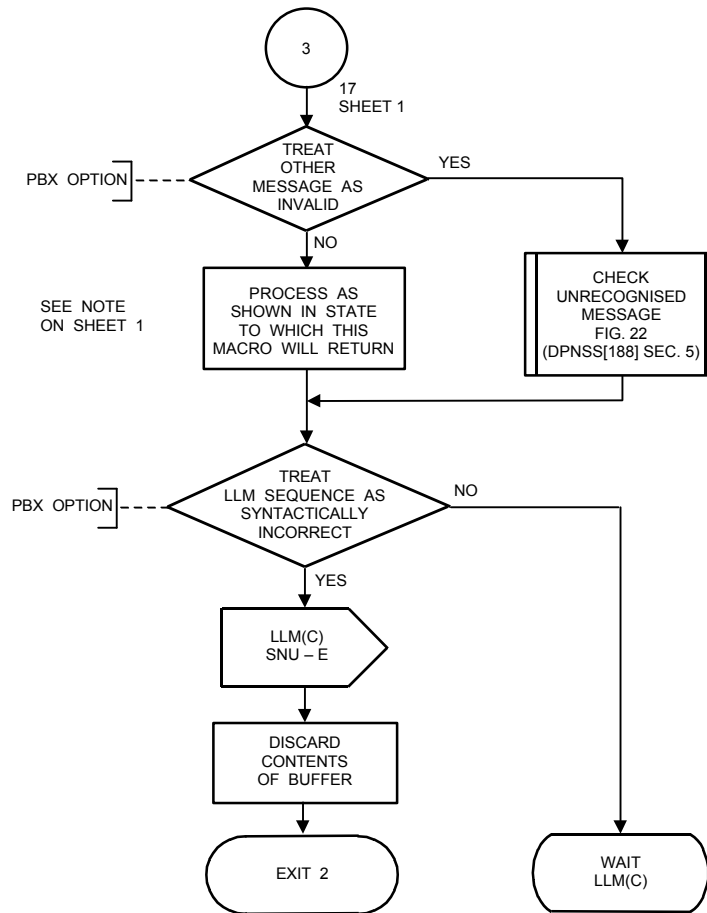 3
17
SHEET 1
TREAT
OTHER
MESSAGE AS
INVALID
YES
PBX OPTION
NO
PROCESS AS
SHOWN IN STATE
TO WHICH THIS
MACRO WILL RETURN
SEE NOTE
ON SHEET 1
CHECK
UNRECOGNISED
MESSAGE
FIG. 22
(DPNSS[188] SEC. 5)
TREAT
LLM SEQUENCE AS
SYNTACTICALLY
INCORRECT
NO
PBX OPTION
YES
LLM(C)
SNU – E
DISCARD
CONTENTS
OF BUFFER
EXIT 2
WAIT
LLM(C)